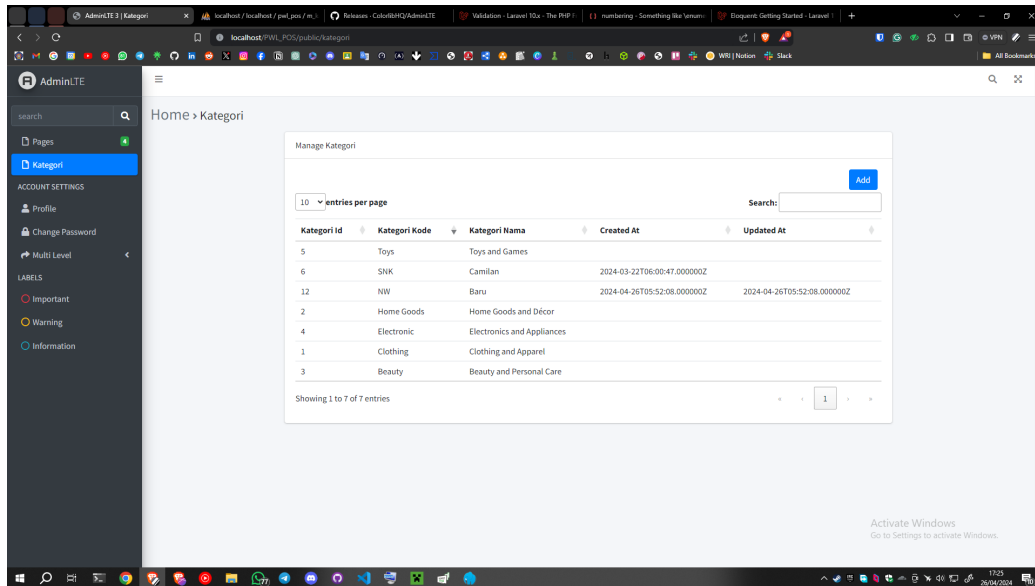 AdminLTE 3 | Kategori
localhost / localhost / pwl_pos / m_k
Releases · ColorlibHQ/AdminLTE
Validation - Laravel 10.x - The PHP F
numbering - Something like \enum
Eloquent: Getting Started - Laravel 1
localhost/PWL_POS/public/kategori
VPN
WRI | Notion
Slack
All Bookmarks
AdminLTE
search
Home › Kategori
Pages
4
Kategori
ACCOUNT SETTINGS
Profile
Change Password
Multi Level
LABELS
Important
Warning
Information
Manage Kategori
Add
10 entries per page Search:
Kategori Id Kategori Kode Kategori Nama Created At Updated At
5 Toys Toys and Games
6 SNK Camilan 2024-03-22T06:00:47.000000Z
12 NW Baru 2024-04-26T05:52:08.000000Z 2024-04-26T05:52:08.000000Z
2 Home Goods Home Goods and Décor
4 Electronic Electronics and Appliances
1 Clothing Clothing and Apparel
3 Beauty Beauty and Personal Care
Showing 1 to 7 of 7 entries « ‹ 1 › »
Activate Windows
Go to Settings to activate Windows.
17:25
26/04/2024